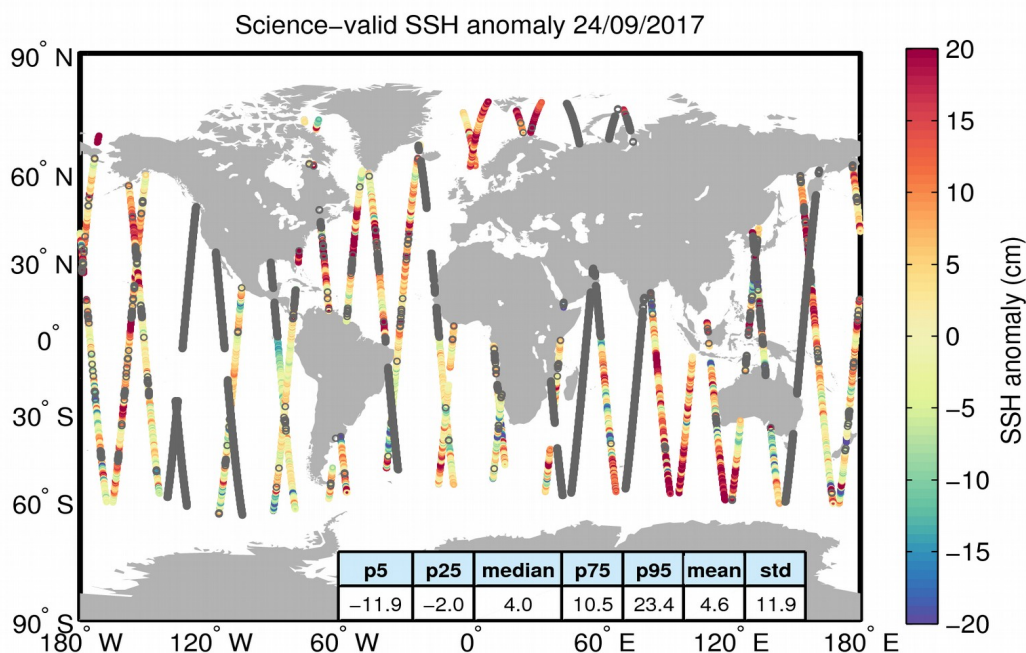 Science−valid SSH anomaly 24/09/2017
90° N
60° N
30° N
0°
30° S
60° S
90° S
180° W
120° W
60° W
0°
60° E
120° E
180° E
p5 p25 median p75 p95 mean std
−11.9 −2.0 4.0 10.5 23.4 4.6 11.9
20
15
10
5
0
−5
−10
−15
−20
SSH anomaly (cm)